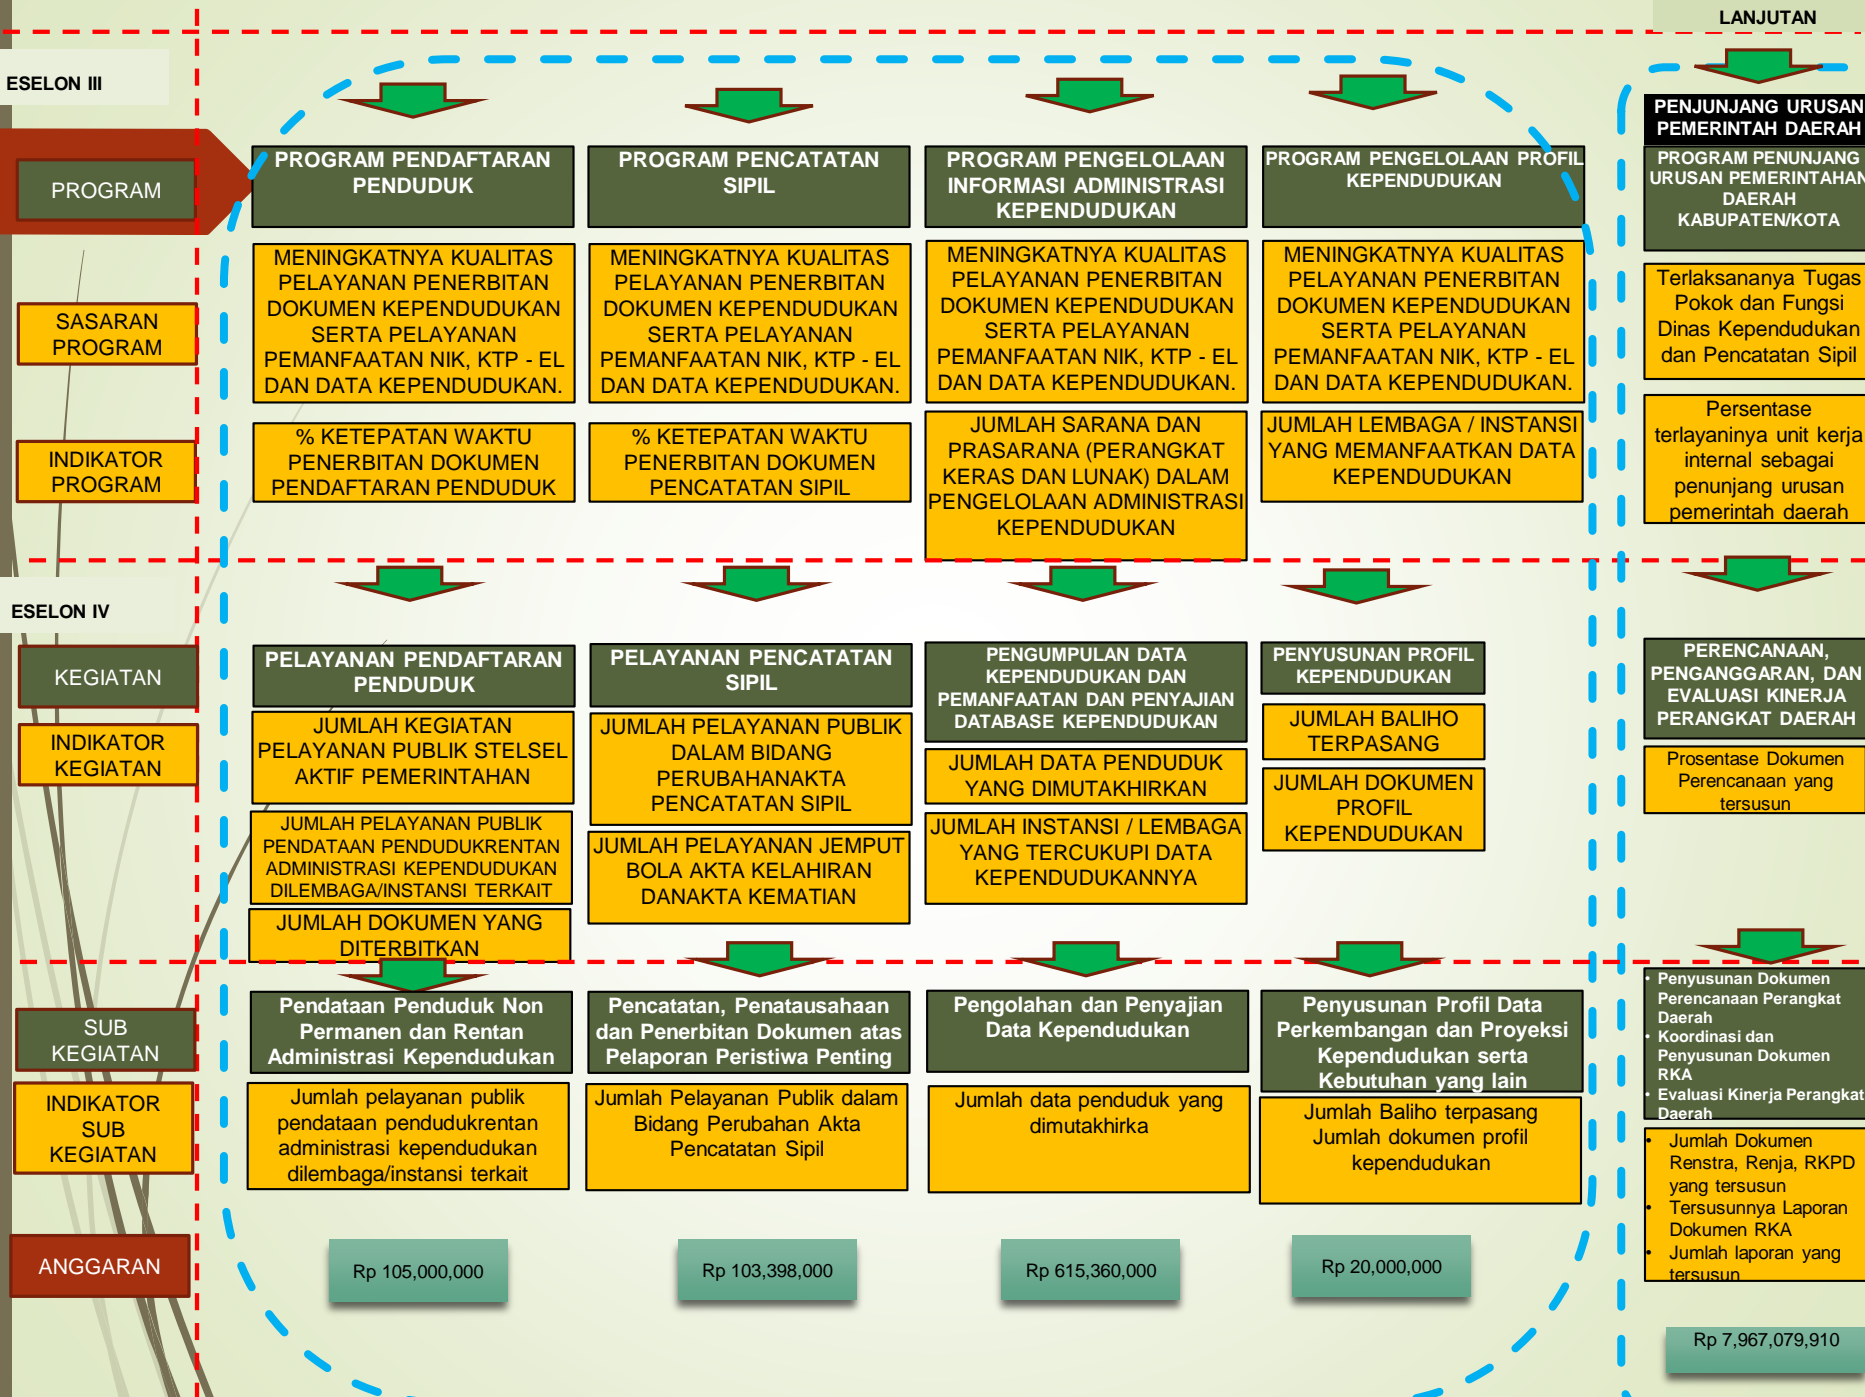 LANJUTAN
ESELON III
PROGRAM
PROGRAM PENDAFTARAN
PENDUDUK
PROGRAM PENCATATAN
SIPIL
PROGRAM PENGELOLAAN
INFORMASI ADMINISTRASI
KEPENDUDUKAN
PROGRAM PENGELOLAAN PROFIL
KEPENDUDUKAN
PENJUNJANG URUSAN
PEMERINTAH DAERAH
PROGRAM PENUNJANG
URUSAN PEMERINTAHAN
DAERAH
KABUPATEN/KOTA
SASARAN
PROGRAM
MENINGKATNYA KUALITAS
PELAYANAN PENERBITAN
DOKUMEN KEPENDUDUKAN
SERTA PELAYANAN
PEMANFAATAN NIK, KTP - EL
DAN DATA KEPENDUDUKAN.
MENINGKATNYA KUALITAS
PELAYANAN PENERBITAN
DOKUMEN KEPENDUDUKAN
SERTA PELAYANAN
PEMANFAATAN NIK, KTP - EL
DAN DATA KEPENDUDUKAN.
MENINGKATNYA KUALITAS
PELAYANAN PENERBITAN
DOKUMEN KEPENDUDUKAN
SERTA PELAYANAN
PEMANFAATAN NIK, KTP - EL
DAN DATA KEPENDUDUKAN.
MENINGKATNYA KUALITAS
PELAYANAN PENERBITAN
DOKUMEN KEPENDUDUKAN
SERTA PELAYANAN
PEMANFAATAN NIK, KTP - EL
DAN DATA KEPENDUDUKAN.
Terlaksananya Tugas
Pokok dan Fungsi
Dinas Kependudukan
dan Pencatatan Sipil
INDIKATOR
PROGRAM
% KETEPATAN WAKTU
PENERBITAN DOKUMEN
PENDAFTARAN PENDUDUK
% KETEPATAN WAKTU
PENERBITAN DOKUMEN
PENCATATAN SIPIL
JUMLAH SARANA DAN
PRASARANA (PERANGKAT
KERAS DAN LUNAK) DALAM
PENGELOLAAN ADMINISTRASI
KEPENDUDUKAN
JUMLAH LEMBAGA / INSTANSI
YANG MEMANFAATKAN DATA
KEPENDUDUKAN
Persentase
terlayaninya unit kerja
internal sebagai
penunjang urusan
pemerintah daerah
ESELON IV
KEGIATAN
PELAYANAN PENDAFTARAN
PENDUDUK
PELAYANAN PENCATATAN
SIPIL
PENGUMPULAN DATA
KEPENDUDUKAN DAN
PEMANFAATAN DAN PENYAJIAN
DATABASE KEPENDUDUKAN
PENYUSUNAN PROFIL
KEPENDUDUKAN
PERENCANAAN,
PENGANGGARAN, DAN
EVALUASI KINERJA
PERANGKAT DAERAH
INDIKATOR
KEGIATAN
JUMLAH KEGIATAN
PELAYANAN PUBLIK STELSEL
AKTIF PEMERINTAHAN
JUMLAH PELAYANAN PUBLIK
PENDATAAN PENDUDUKRENTAN
ADMINISTRASI KEPENDUDUKAN
DILEMBAGA/INSTANSI TERKAIT
JUMLAH DOKUMEN YANG
DITERBITKAN
JUMLAH PELAYANAN PUBLIK
DALAM BIDANG
PERUBAHANAKTA
PENCATATAN SIPIL
JUMLAH PELAYANAN JEMPUT
BOLA AKTA KELAHIRAN
DANAKTA KEMATIAN
JUMLAH DATA PENDUDUK
YANG DIMUTAKHIRKAN
JUMLAH INSTANSI / LEMBAGA
YANG TERCUKUPI DATA
KEPENDUDUKANNYA
JUMLAH BALIHO
TERPASANG
JUMLAH DOKUMEN
PROFIL
KEPENDUDUKAN
Prosentase Dokumen
Perencanaan yang
tersusun
SUB
KEGIATAN
Pendataan Penduduk Non
Permanen dan Rentan
Administrasi Kependudukan
Pencatatan, Penatausahaan
dan Penerbitan Dokumen atas
Pelaporan Peristiwa Penting
Pengolahan dan Penyajian
Data Kependudukan
Penyusunan Profil Data
Perkembangan dan Proyeksi
Kependudukan serta
Kebutuhan yang lain
• Penyusunan Dokumen
Perencanaan Perangkat
Daerah
• Koordinasi dan
Penyusunan Dokumen
RKA
• Evaluasi Kinerja Perangkat
Daerah
INDIKATOR
SUB
KEGIATAN
Jumlah pelayanan publik
pendataan pendudukrentan
administrasi kependudukan
dilembaga/instansi terkait
Jumlah Pelayanan Publik dalam
Bidang Perubahan Akta
Pencatatan Sipil
Jumlah data penduduk yang
dimutakhirka
Jumlah Baliho terpasang
Jumlah dokumen profil
kependudukan
• Jumlah Dokumen
Renstra, Renja, RKPD
yang tersusun
• Tersusunnya Laporan
Dokumen RKA
• Jumlah laporan yang
tersusun
ANGGARAN
Rp 105,000,000
Rp 103,398,000
Rp 615,360,000
Rp 20,000,000
Rp 7,967,079,910